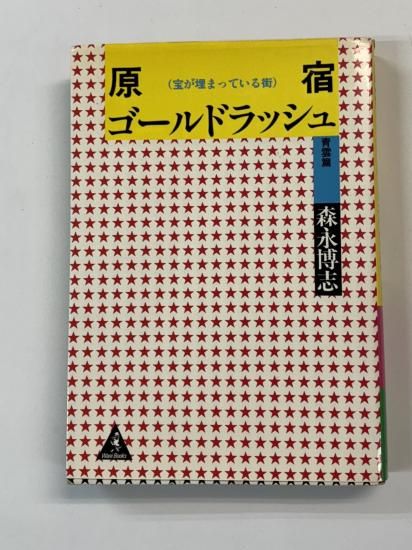 原宿
(宝が埋まっている街)
ゴールドラッシュ
青雲篇
森永博志
Wani Books